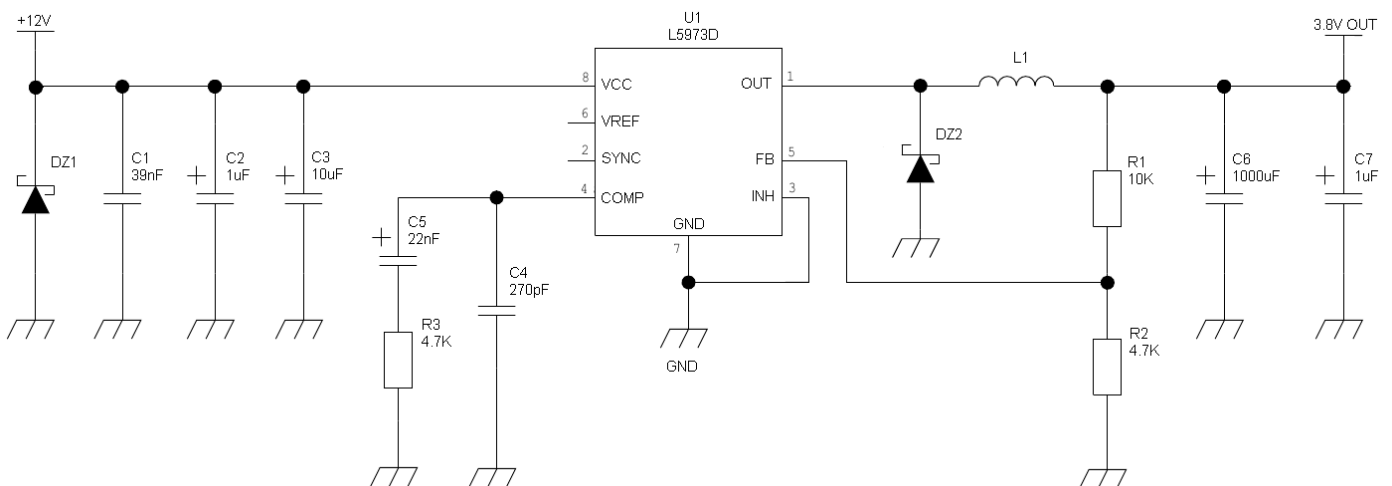 +12V
U1
L5973D
3.8V OUT
L1
8 VCC
OUT 1
6 VREF
2 SYNC
FB 5
4 COMP
INH 3
GND
7
GND
DZ1
C1
39nF
C2
1uF
C3
10uF
C5
22nF
C4
270pF
R3
4.7K
DZ2
R1
10K
C6
1000uF
C7
1uF
R2
4.7K